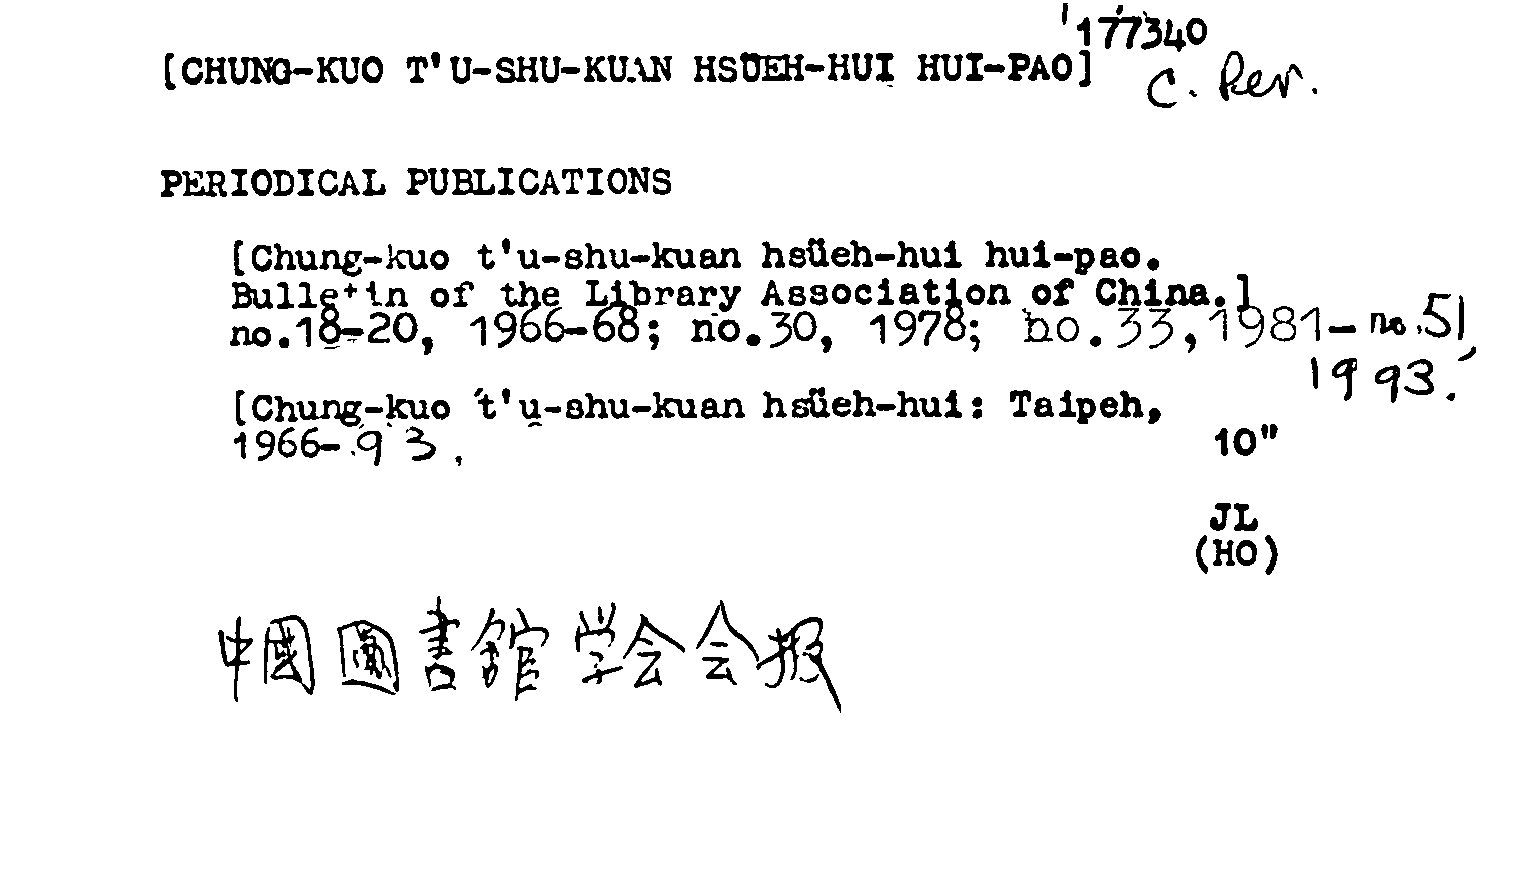 177340
[CHUNG-KUO T'U-SHU-KUAN HSÜEH-HUI HUI-PAO]
C. Per.
PERIODICAL PUBLICATIONS
[Chung-kuo t'u-shu-kuan hsüeh-hui hui-pao.
Bulletin of the Library Association of China.]
no.18-20, 1966-68; no.30, 1978; no.33, 1981- no.51,
1993.
[Chung-kuo t'u-shu-kuan hsüeh-hui: Taipeh,
1966-93.
10"
JL
(HO)
中國圖書館学会会报